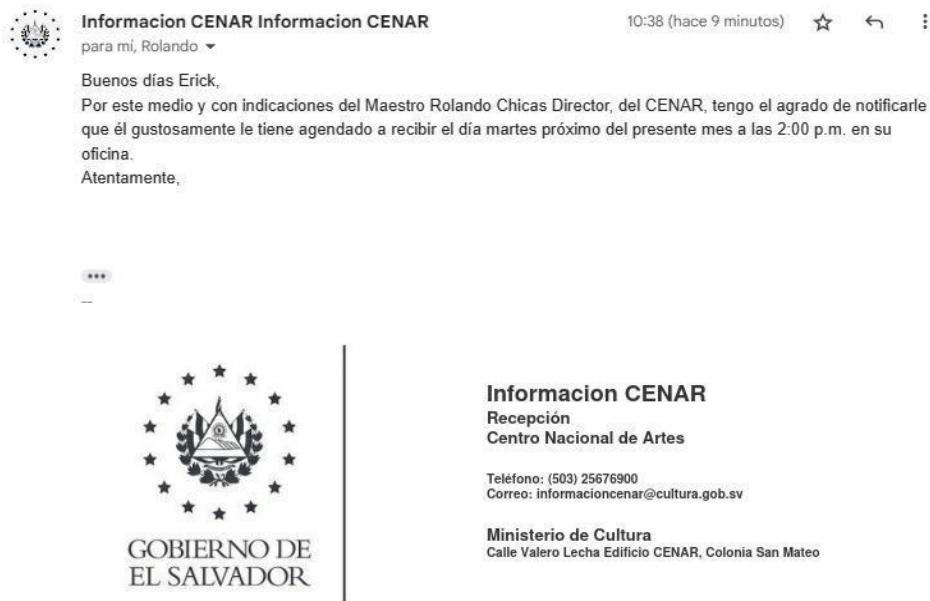 Informacion CENAR Informacion CENAR
10:38 (hace 9 minutos)
para mí, Rolando
Buenos días Erick,
Por este medio y con indicaciones del Maestro Rolando Chicas Director, del CENAR, tengo el agrado de notificarle
que él gustosamente le tiene agendado a recibir el día martes próximo del presente mes a las 2:00 p.m. en su
oficina.
Atentamente,
--
GOBIERNO DE
EL SALVADOR
Informacion CENAR
Recepción
Centro Nacional de Artes
Teléfono: (503) 25676900
Correo: informacioncenar@cultura.gob.sv
Ministerio de Cultura
Calle Valero Lecha Edificio CENAR, Colonia San Mateo